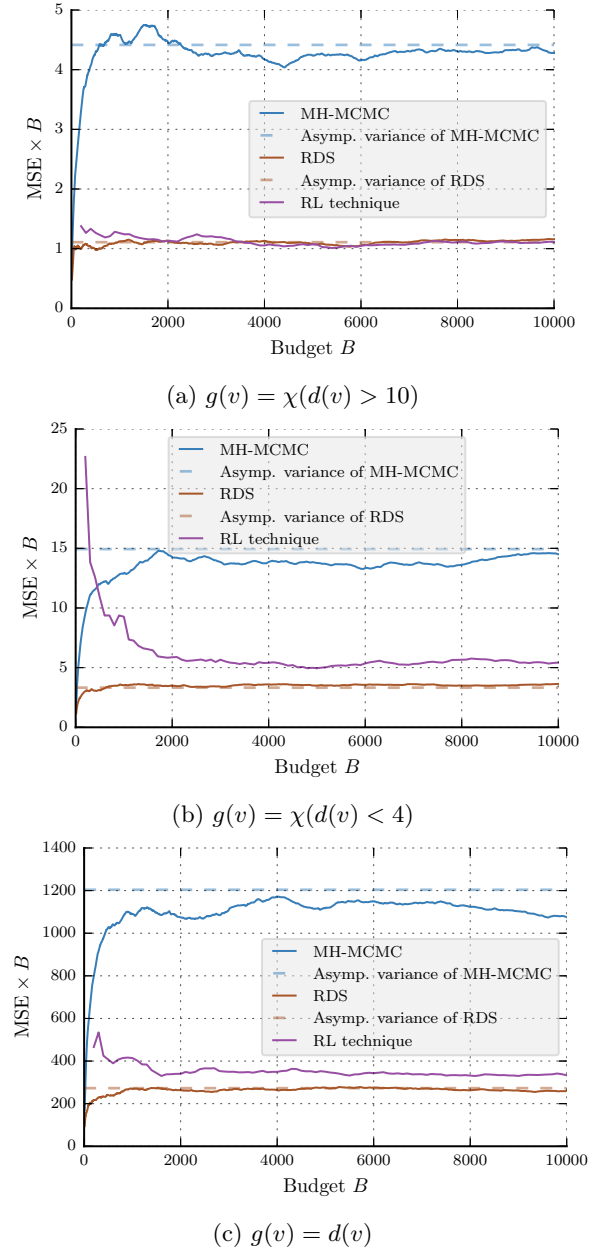 5
4
3
2
1
0
MSE × B
0
2000
4000
6000
8000
10000
Budget B
MH-MCMC
Asymp. variance of MH-MCMC
RDS
Asymp. variance of RDS
RL technique
(a) g(v) = χ(d(v) > 10)
25
20
15
10
5
0
MSE × B
0
2000
4000
6000
8000
10000
Budget B
MH-MCMC
Asymp. variance of MH-MCMC
RDS
Asymp. variance of RDS
RL technique
(b) g(v) = χ(d(v) < 4)
1400
1200
1000
800
600
400
200
0
MSE × B
0
2000
4000
6000
8000
10000
Budget B
MH-MCMC
Asymp. variance of MH-MCMC
RDS
Asymp. variance of RDS
RL technique
(c) g(v) = d(v)